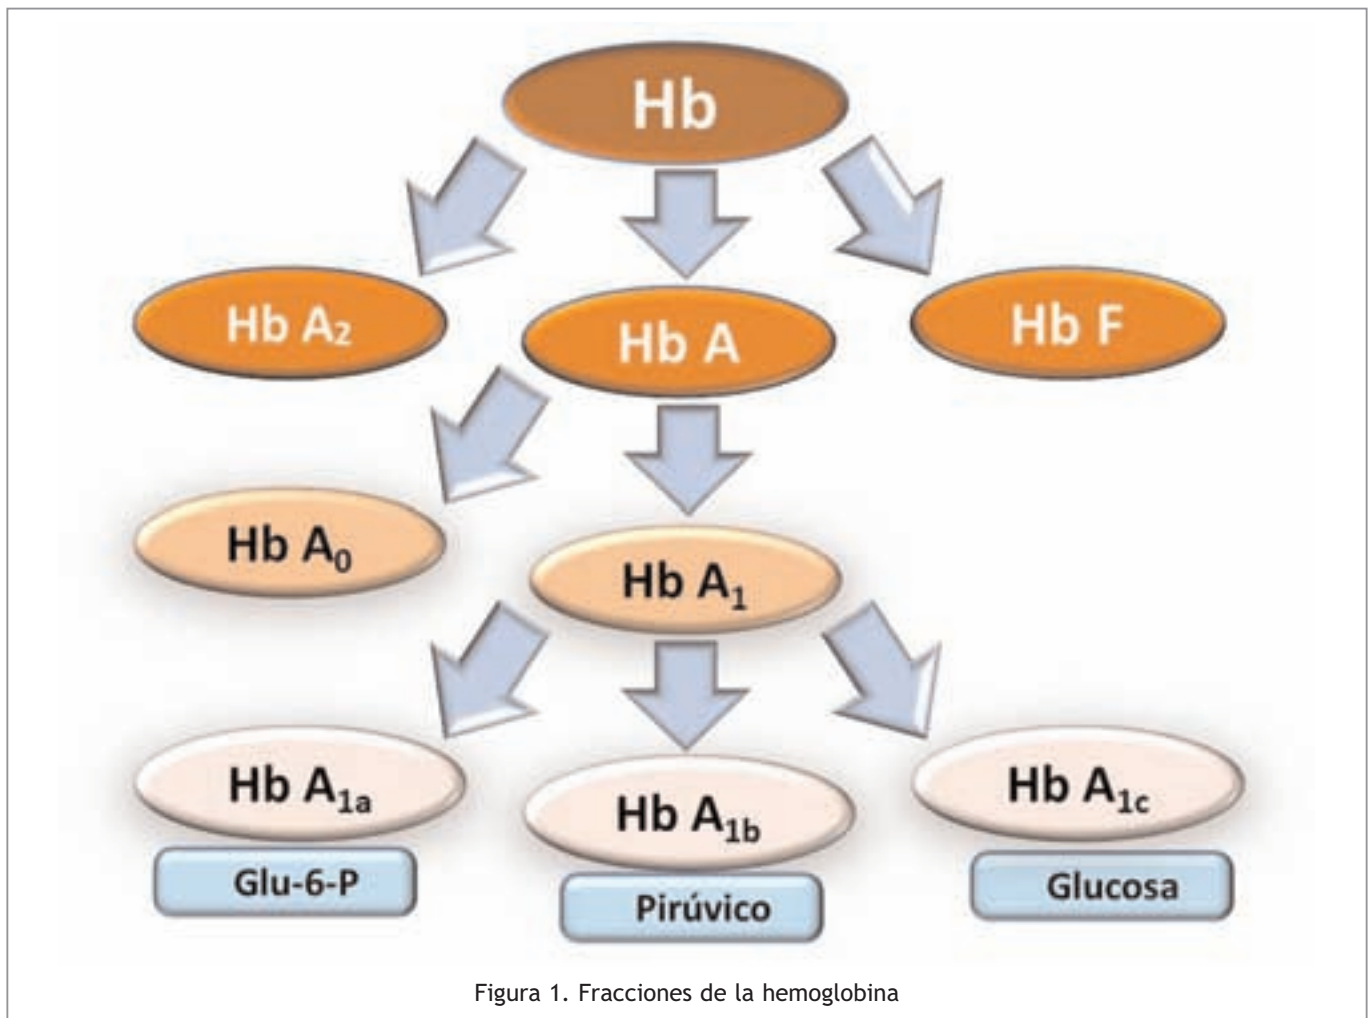 Hb
Hb A₂
Hb A
Hb F
Hb A₀
Hb A₁
Hb A₁ₐ
Hb A₁b
Hb A₁c
Glu-6-P
Pirúvico
Glucosa
Figura 1. Fracciones de la hemoglobina